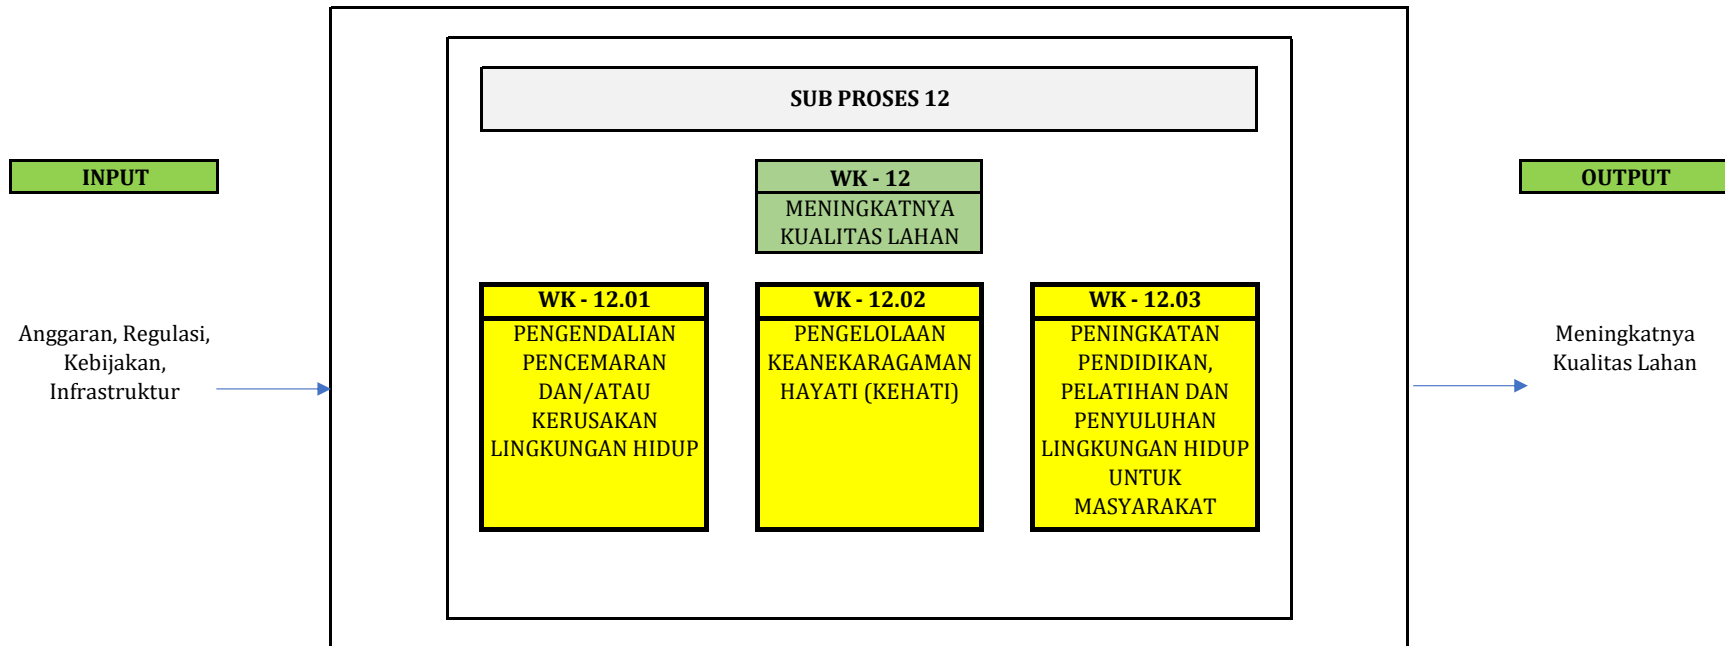 SUB PROSES 12
INPUT
WK - 12
MENINGKATNYA
KUALITAS LAHAN
OUTPUT
Anggaran, Regulasi,
Kebijakan,
Infrastruktur
WK - 12.01
PENGENDALIAN
PENCEMARAN
DAN/ATAU
KERUSAKAN
LINGKUNGAN HIDUP
WK - 12.02
PENGELOLAAN
KEANEKARAGAMAN
HAYATI (KEHATI)
WK - 12.03
PENINGKATAN
PENDIDIKAN,
PELATIHAN DAN
PENYULUHAN
LINGKUNGAN HIDUP
UNTUK
MASYARAKAT
Meningkatnya
Kualitas Lahan